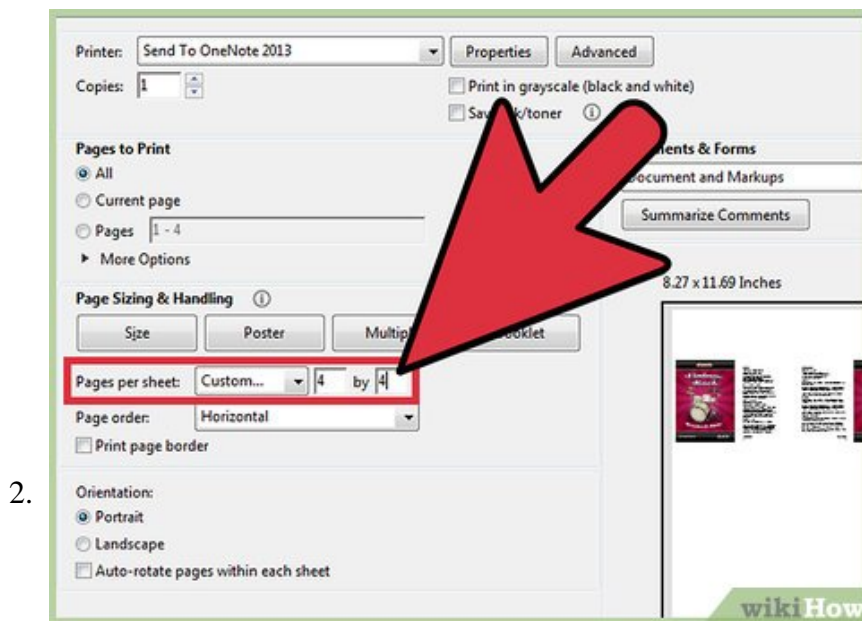 Printer: Send To OneNote 2013 Properties Advanced
Copies: 1 Print in grayscale (black and white)
Pages to Print
All
Current page
Pages 1 - 4
More Options
ents & Forms
ocument and Markups
Summarize Comments
8.27 x 11.69 Inches
Page Sizing & Handling
Size Poster Multip
Pages per sheet: Custom... 4 by 4
Page order: Horizontal
Print page border
2.
Orientation:
Portrait
Landscape
Auto-rotate pages within each sheet
wikiHow